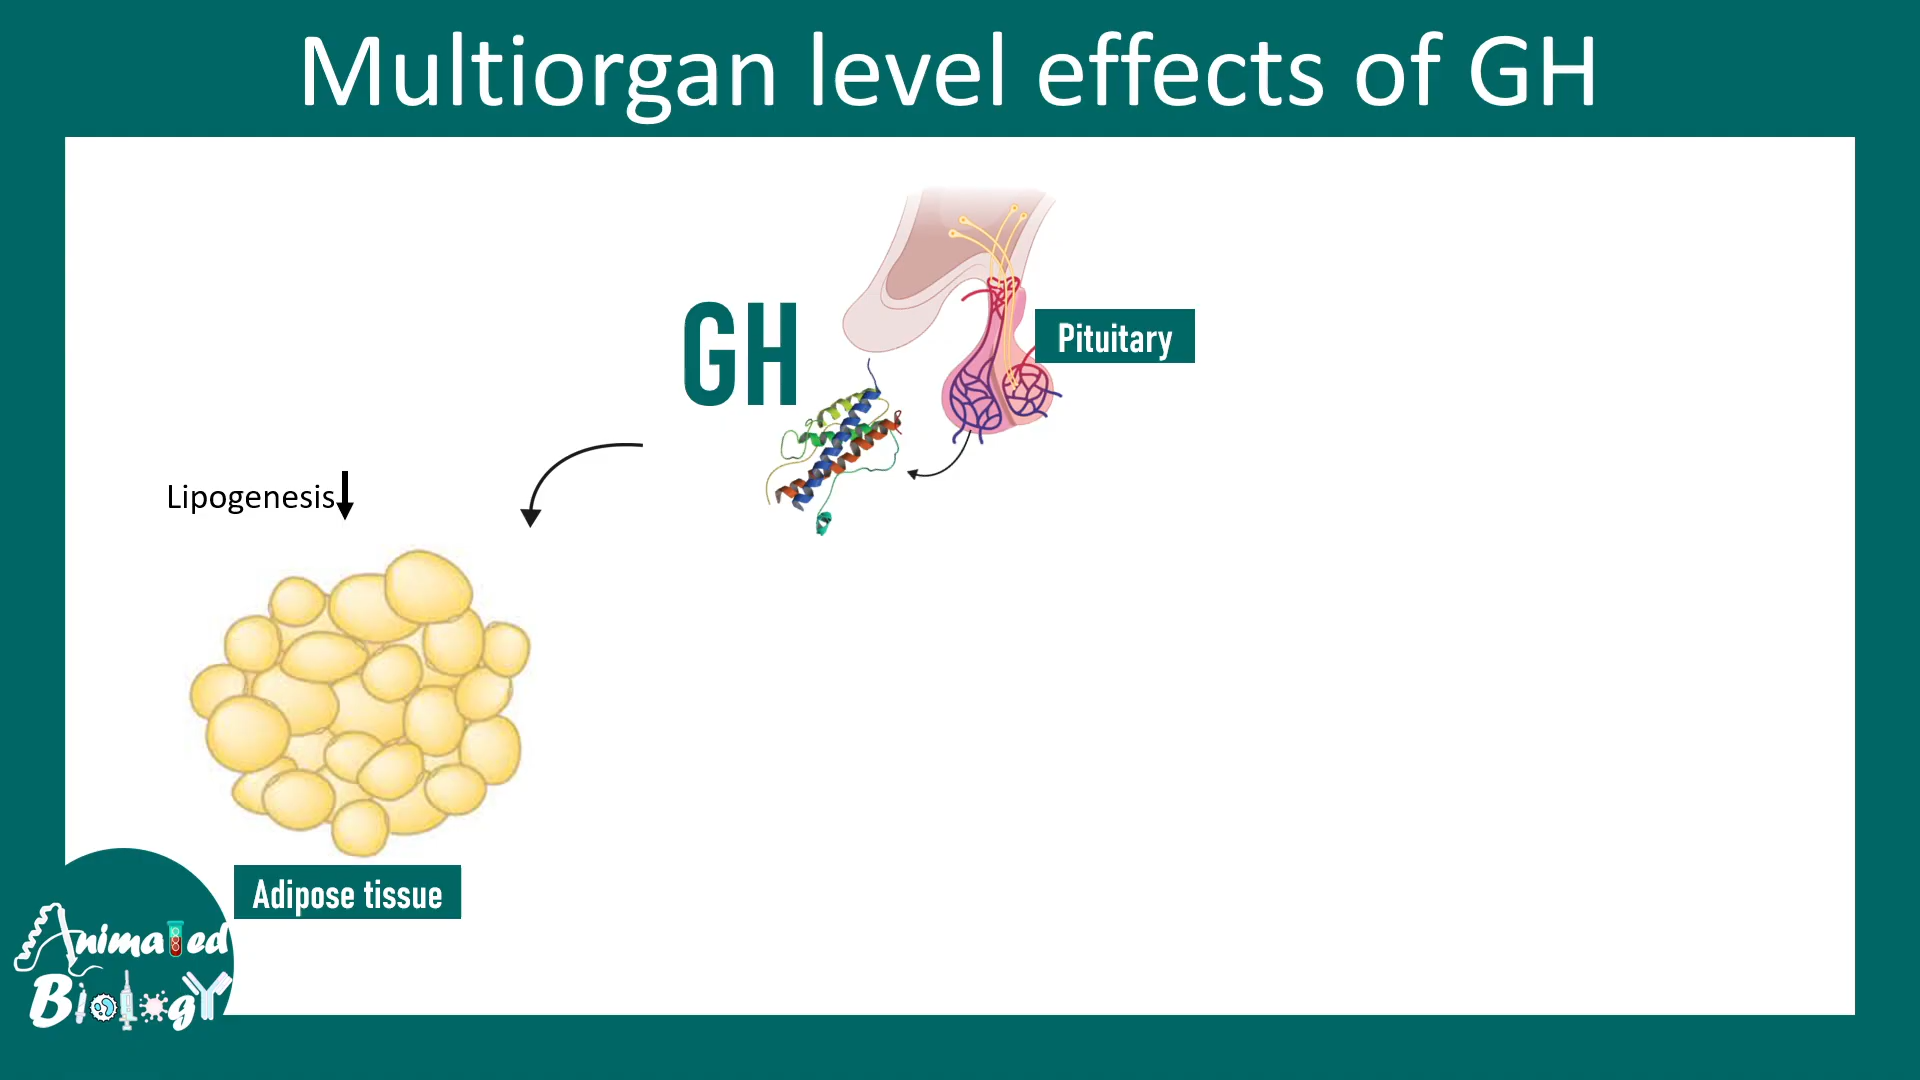 Multiorgan level effects of GH
GH
Pituitary
Lipogenesis
Adipose tissue
Animated
Biology